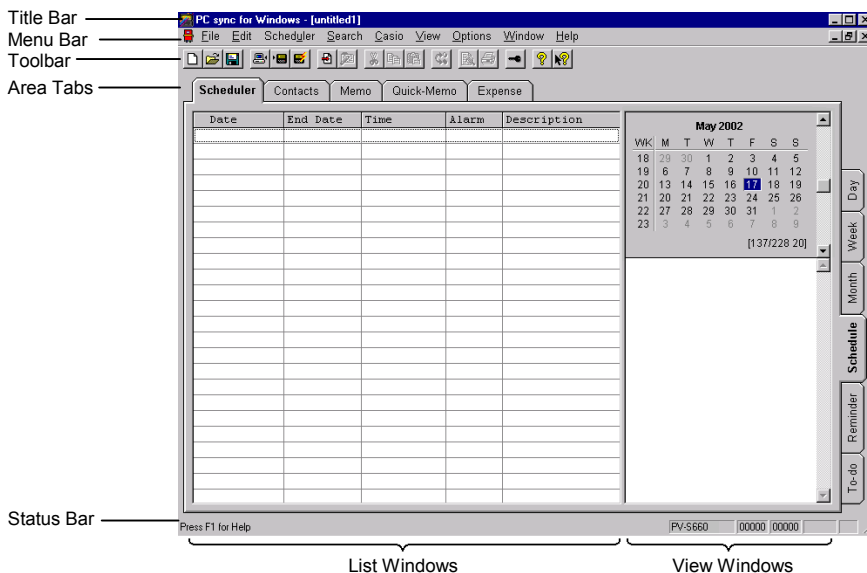 Title Bar
PC sync for Windows - [untitled1]
Menu Bar
File Edit Scheduler Search Casio View Options Window Help
Toolbar
Area Tabs
Scheduler Contacts Memo Quick-Memo Expense
Date End Date Time Alarm Description
May 2002
WK M T W T F S S
18 29 30 1 2 3 4 5
19 6 7 8 9 10 11 12
20 13 14 15 16 17 18 19
21 20 21 22 23 24 25 26
22 27 28 29 30 31 1 2
23 3 4 5 6 7 8 9
[137/228 20]
Day
Week
Month
Schedule
Reminder
To-do
Status Bar
Press F1 for Help PV-S660 00000 00000
List Windows View Windows